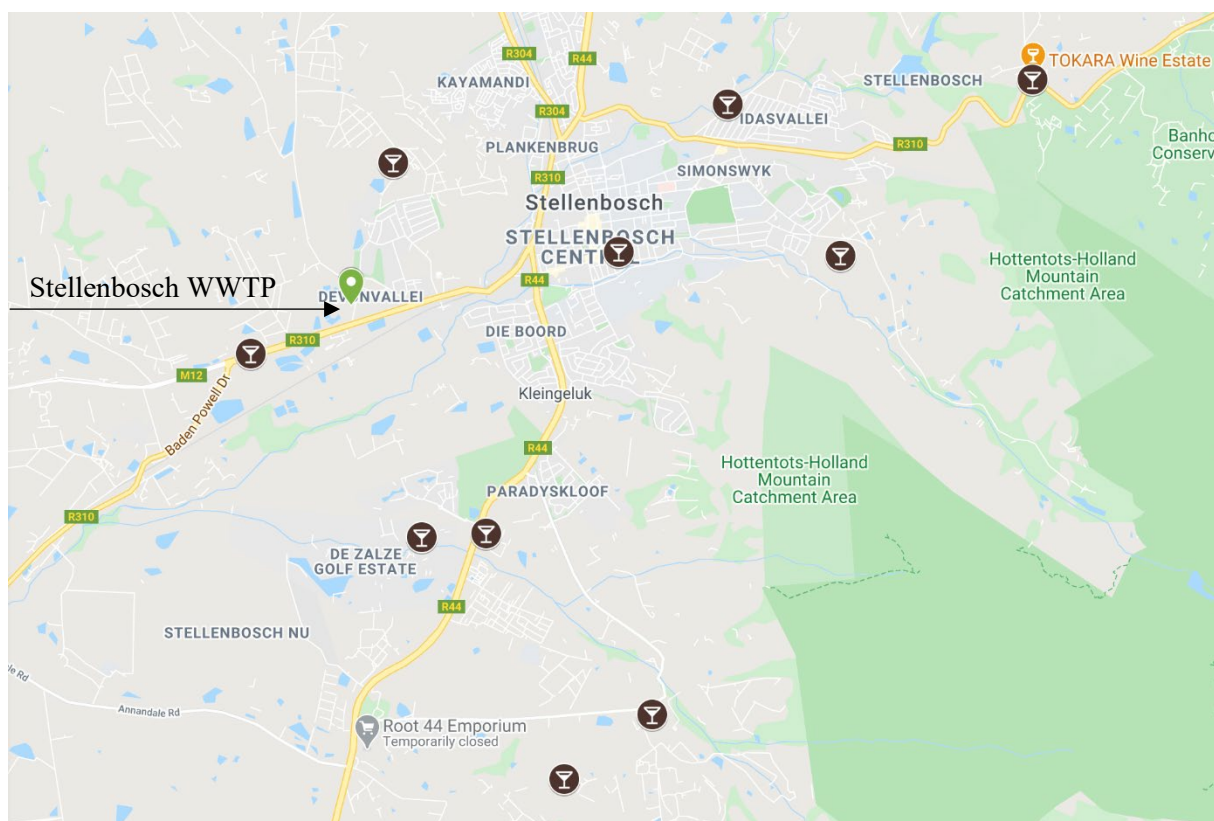 R304
R44
KAYAMANDI
STELLENBOSCH
TOKARA Wine Estate
R304
IDASVALLEI
PLANKENBRUG
R310
Banho
Conserv
R310
SIMONSWYK
Stellenbosch
STELLENBOSCH
Hottentots-Holland
Mountain
Catchment Area
R44
Stellenbosch WWTP
DIE BOORD
R310
M12
Kleingeluk
Baden Powell Dr
R44
Hottentots-Holland
Mountain
Catchment Area
PARADYSKLOOF
R310
DE ZALZE
GOLF ESTATE
R44
STELLENBOSCH NU
Rd
Annandale Rd
Root 44 Emporium
Temporarily closed